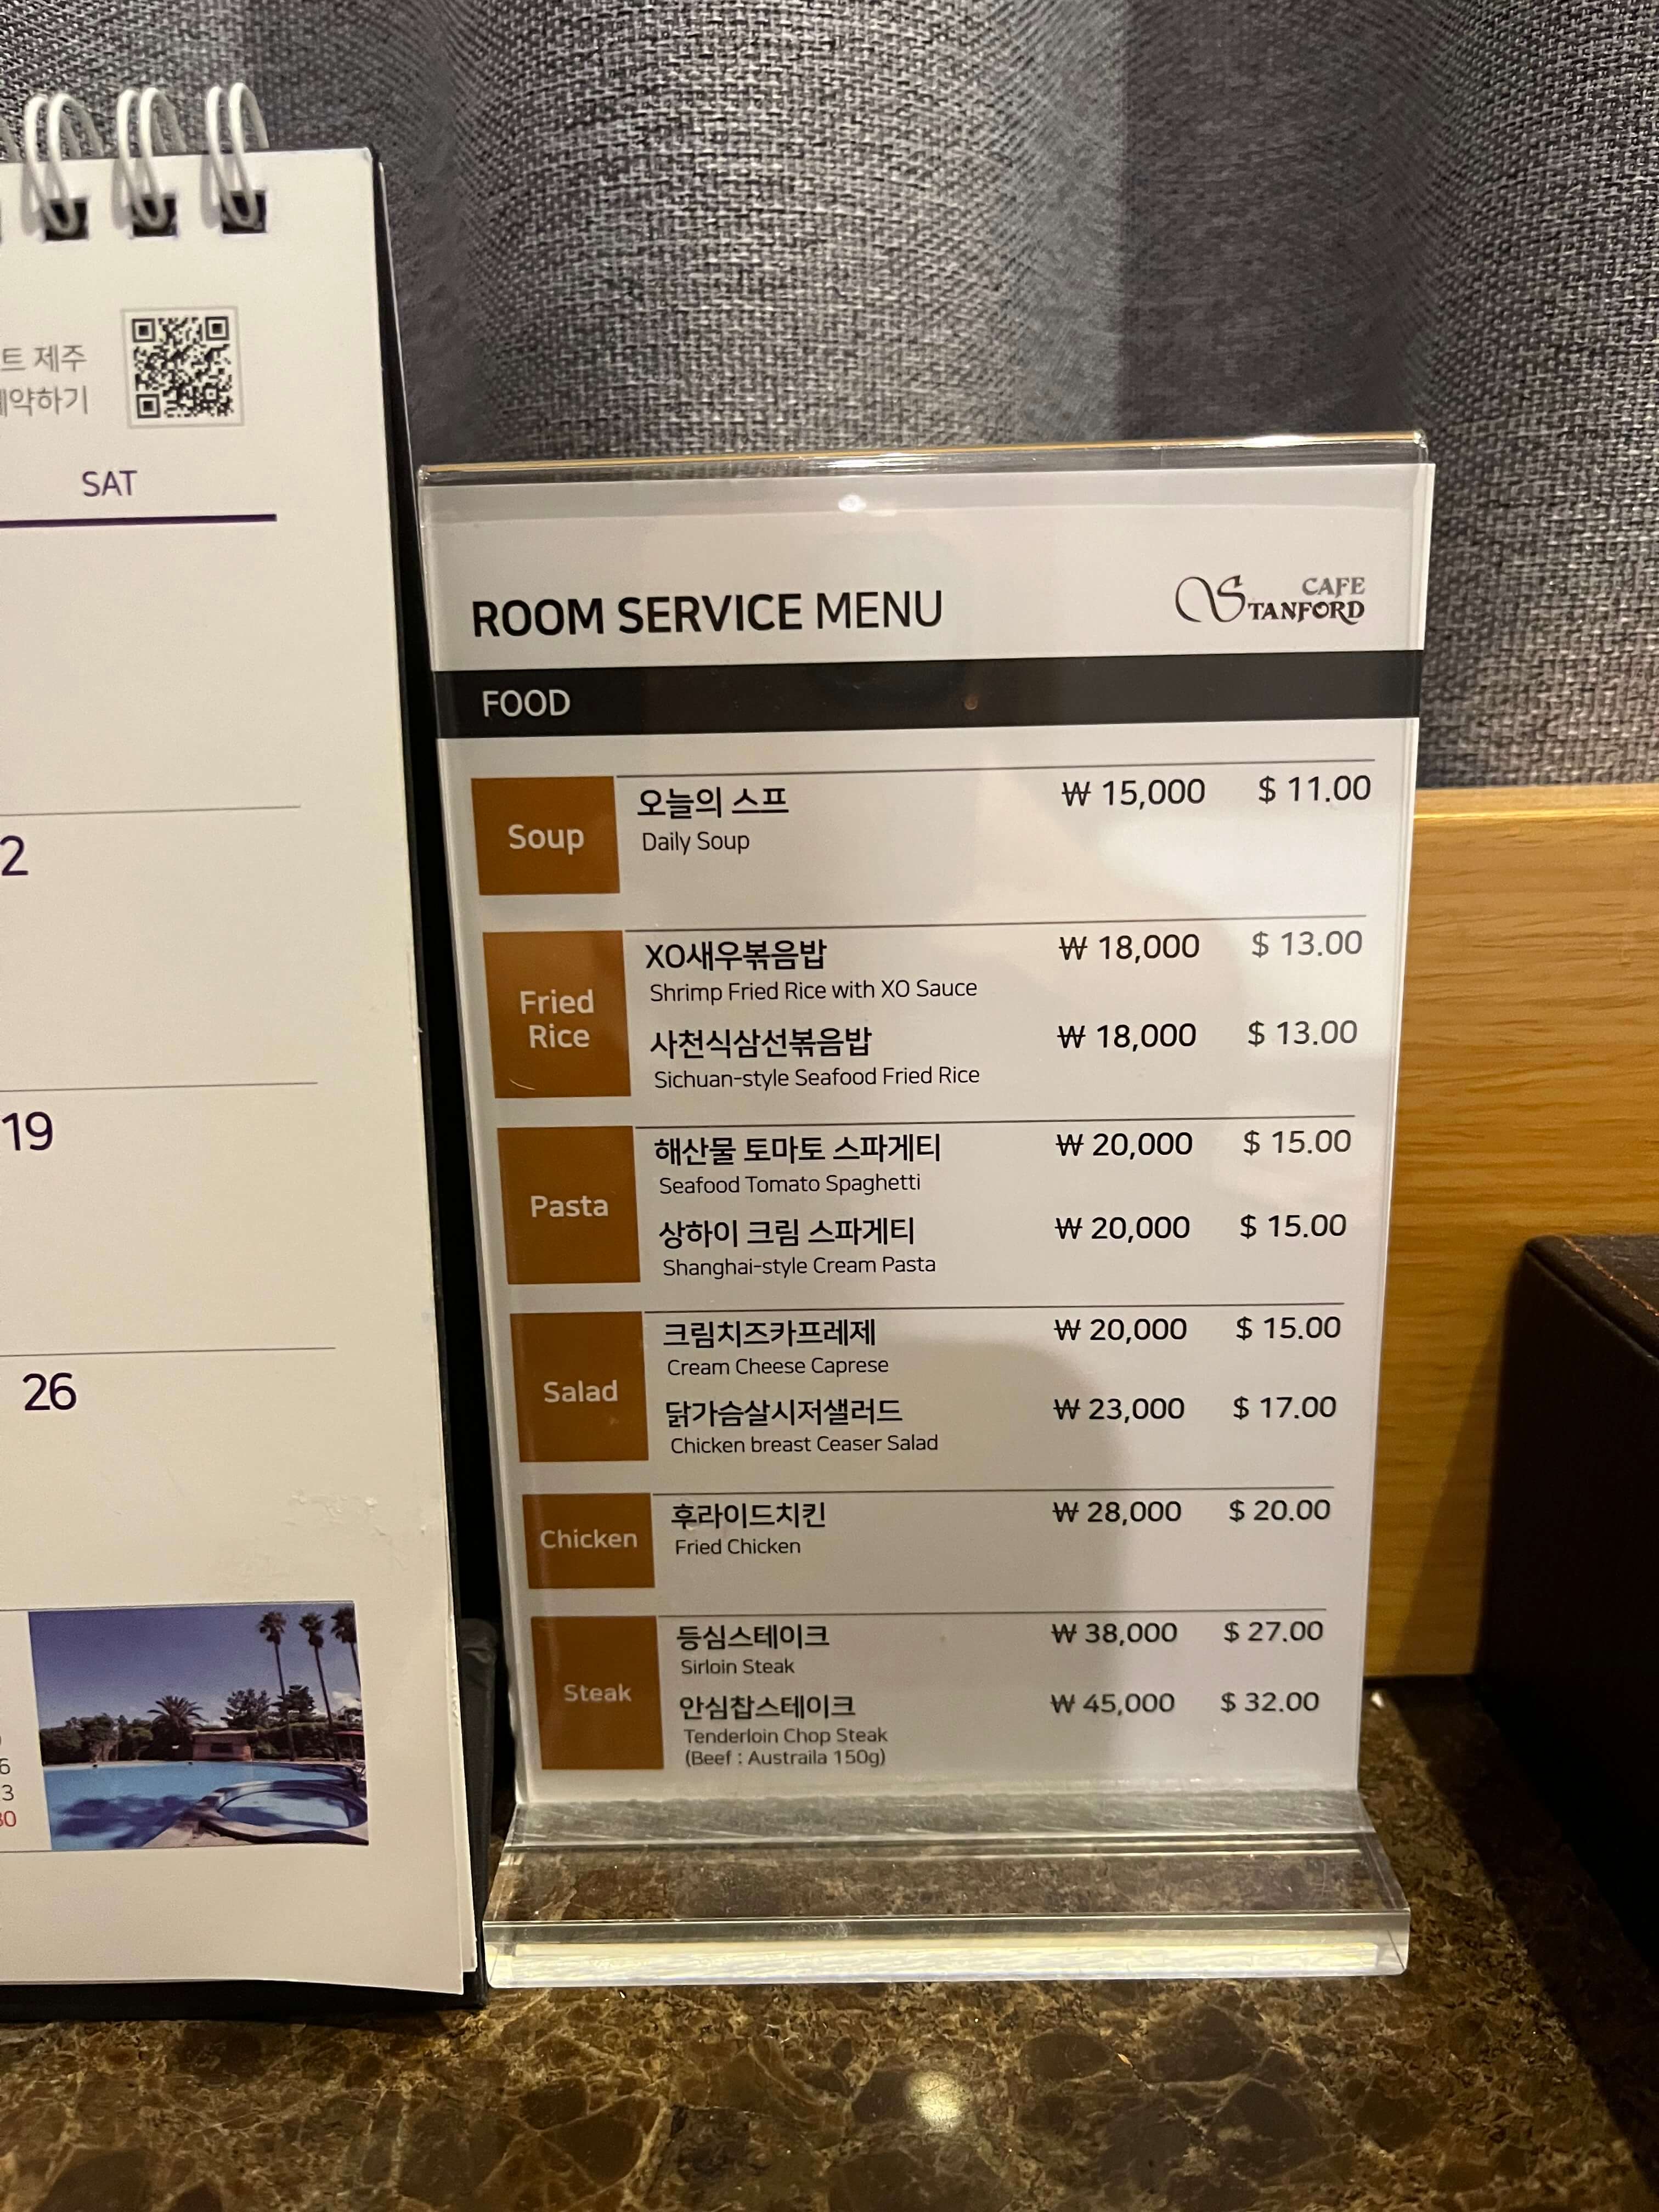 트 제주
약하기
SAT
2
19
26
6
3
30
ROOM SERVICE MENU
CAFE
STANFORD
FOOD
Soup
오늘의 스프 ₩ 15,000 $ 11.00
Daily Soup
Fried
Rice
XO새우볶음밥 ₩ 18,000 $ 13.00
Shrimp Fried Rice with XO Sauce
사천식삼선볶음밥 ₩ 18,000 $ 13.00
Sichuan-style Seafood Fried Rice
Pasta
해산물 토마토 스파게티 ₩ 20,000 $ 15.00
Seafood Tomato Spaghetti
상하이 크림 스파게티 ₩ 20,000 $ 15.00
Shanghai-style Cream Pasta
Salad
크림치즈카프레제 ₩ 20,000 $ 15.00
Cream Cheese Caprese
닭가슴살시저샐러드 ₩ 23,000 $ 17.00
Chicken breast Ceaser Salad
Chicken
후라이드치킨 ₩ 28,000 $ 20.00
Fried Chicken
Steak
등심스테이크 ₩ 38,000 $ 27.00
Sirloin Steak
안심찹스테이크 ₩ 45,000 $ 32.00
Tenderloin Chop Steak
(Beef : Austraila 150g)